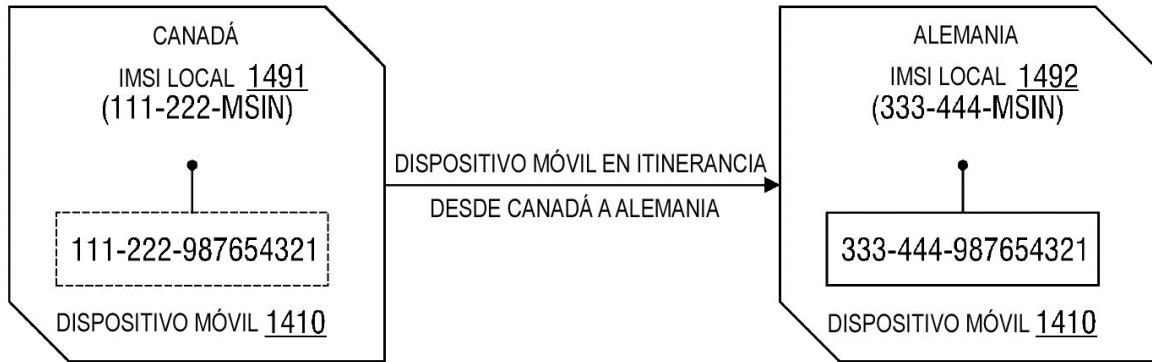 CANADÁ
IMSI LOCAL 1491
(111-222-MSIN)
111-222-987654321
DISPOSITIVO MÓVIL 1410
DISPOSITIVO MÓVIL EN ITINERANCIA
DESDE CANADÁ A ALEMANIA
ALEMANIA
IMSI LOCAL 1492
(333-444-MSIN)
333-444-987654321
DISPOSITIVO MÓVIL 1410